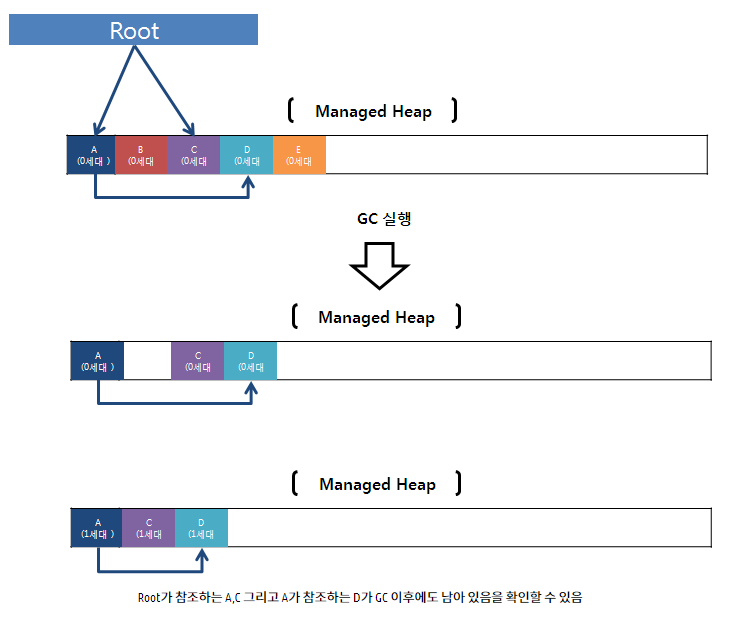 Root
Managed Heap
A B C D E
(0세대 ) (0세대 (0세대 (0세대 (0세대
GC 실행
Managed Heap
A C D
(0세대 ) (0세대 (0세대
Managed Heap
A C D
(1세대 ) (1세대 (1세대
Root가 참조하는 A,C 그리고 A가 참조하는 D가 GC 이후에도 남아 있음을 확인할 수 있음